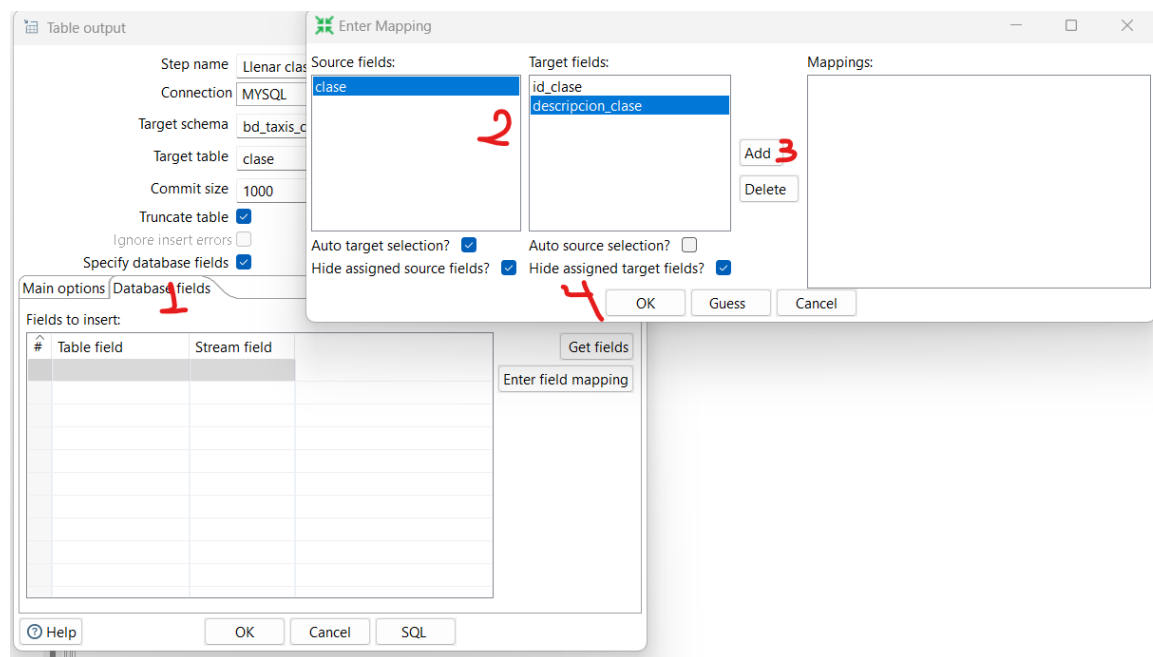 Table output
Step name Llenar clas
Connection MYSQL
Target schema bd_taxis_c
Target table clase
Commit size 1000
Truncate table
Ignore insert errors
Specify database fields
Main options Database fields
1
Fields to insert:
# Table field Stream field
Get fields
Enter field mapping
Help OK Cancel SQL
Enter Mapping
Source fields: Target fields: Mappings:
clase id_clase
descripcion_clase
2
Add 3
Delete
Auto target selection? Auto source selection?
Hide assigned source fields? Hide assigned target fields?
4
OK Guess Cancel